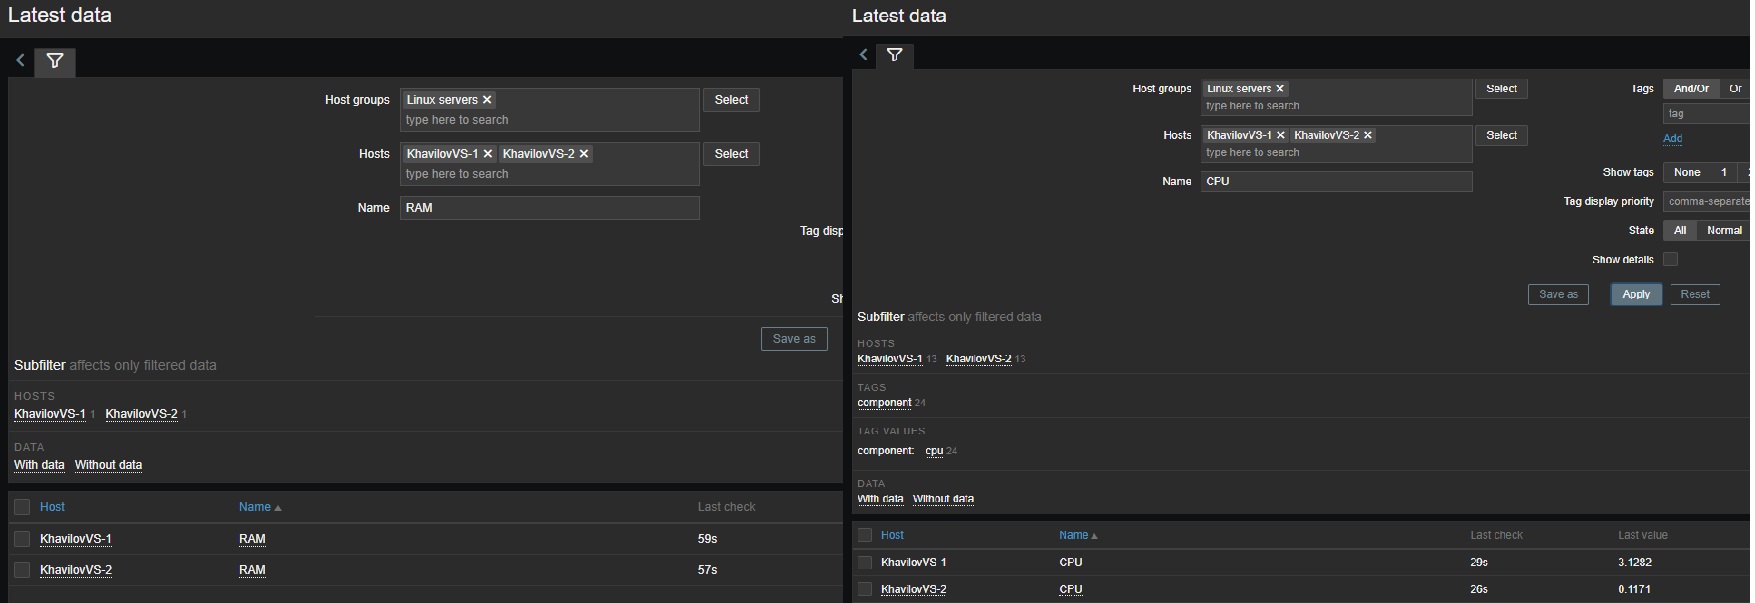 Latest data
Host groups
Linux servers ✕
type here to search
Select
Hosts
KhavilovVS-1 ✕ KhavilovVS-2 ✕
type here to search
Select
Name
RAM
Tag disp
Sh
Save as
Subfilter affects only filtered data
HOSTS
KhavilovVS-1 1 KhavilovVS-2 1
DATA
With data Without data
Host Name ▲ Last check
KhavilovVS-1 RAM 59s
KhavilovVS-2 RAM 57s
Latest data
Host groups
Linux servers ✕
type here to search
Select
Hosts
KhavilovVS-1 ✕ KhavilovVS-2 ✕
type here to search
Select
Name
CPU
Tags And/Or Or
tag
Add
Show tags None 1 2
Tag display priority comma-separate
State All Normal
Show details
Save as Apply Reset
Subfilter affects only filtered data
HOSTS
KhavilovVS-1 13 KhavilovVS-2 13
TAGS
component 24
TAG VALUES
component: cpu 24
DATA
With data Without data
Host Name ▲ Last check Last value
KhavilovVS-1 CPU 29s 3.1282
KhavilovVS-2 CPU 26s 0.1171